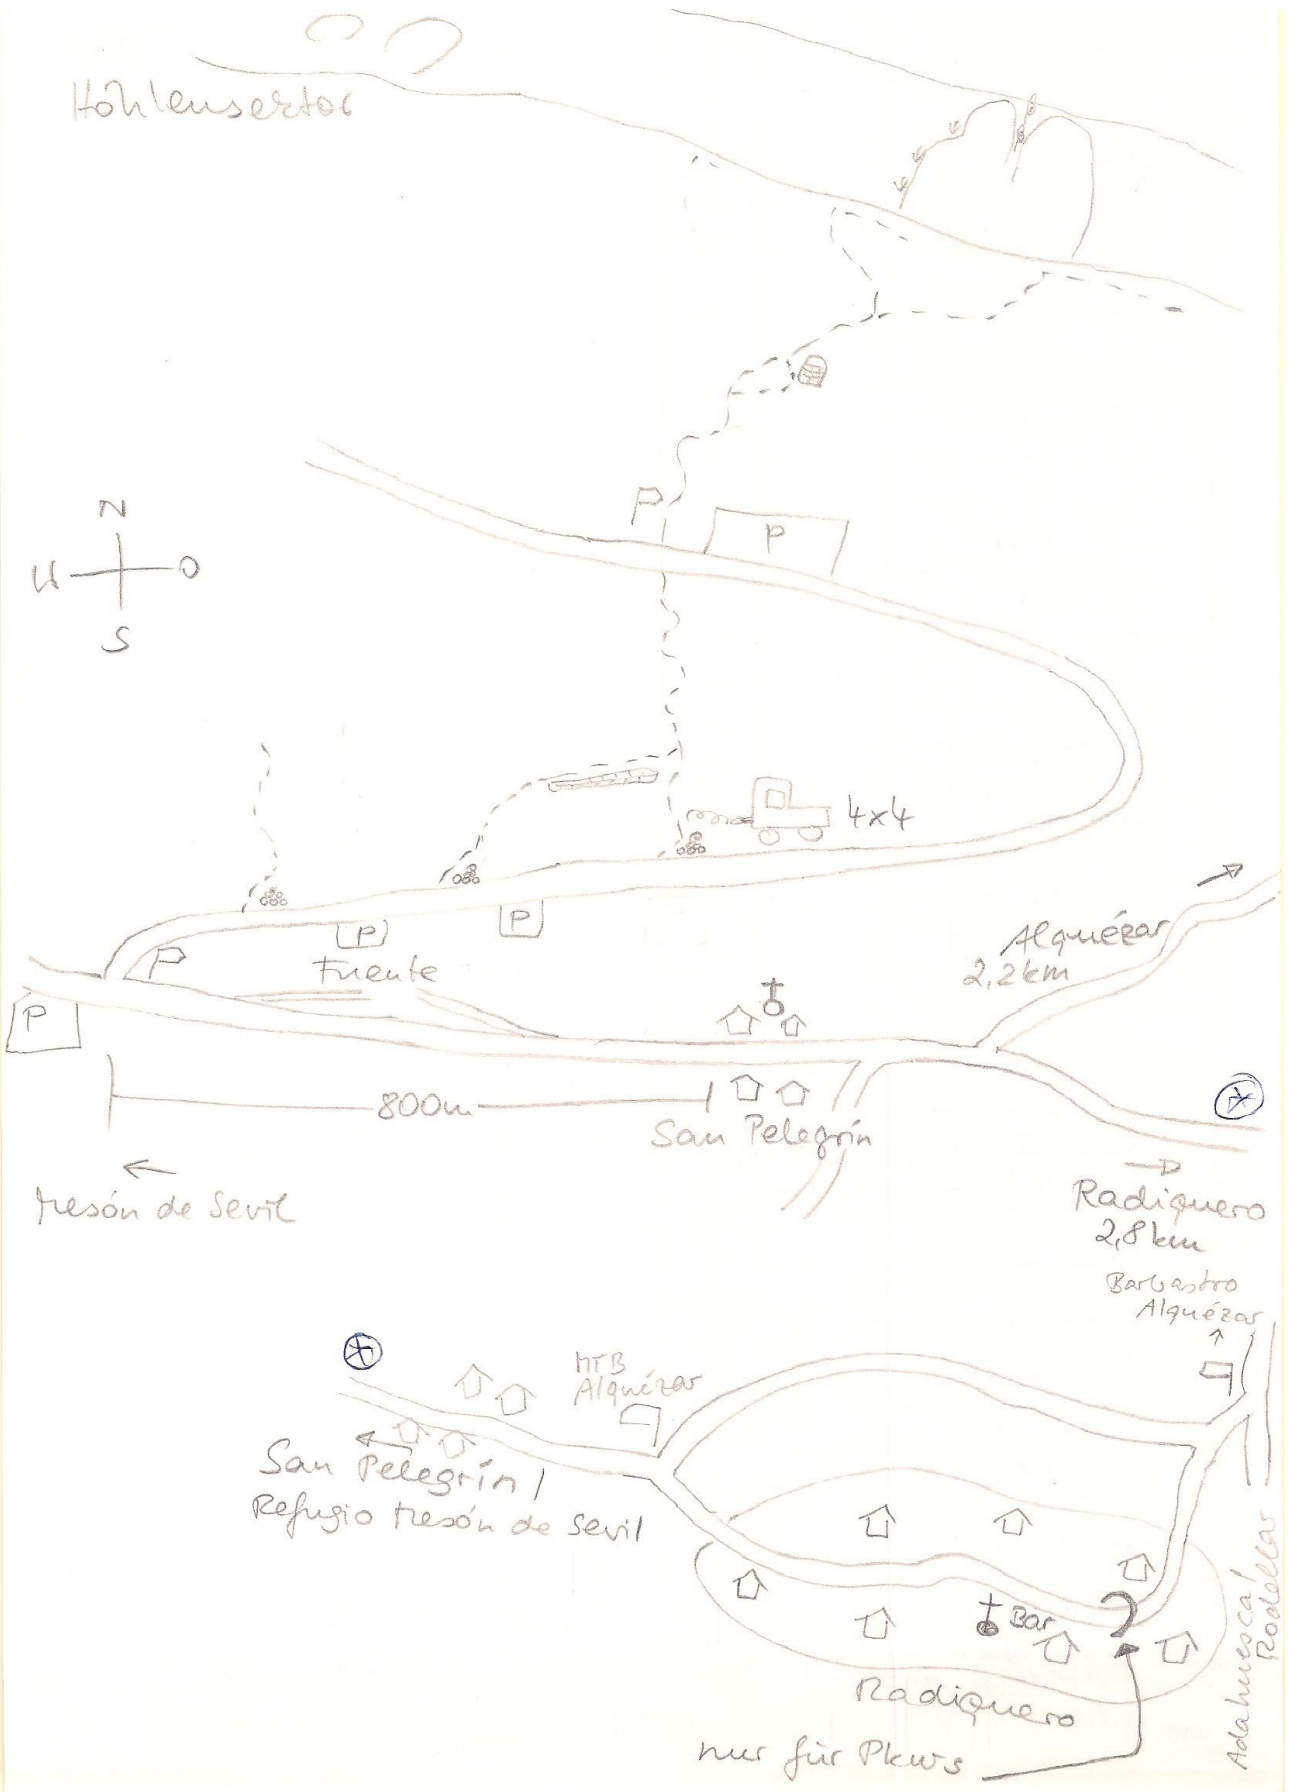 Höhlensektor
P
P
N
W
O
S
4x4
P
P
P
Fuente
P
Alquézar
2,2km
800m
San Pelegrín
Mesón de Sevil
Radiquero
2,8km
Barbastro
Alquézar
MTB
Alquézar
San Pelegrín/
Refugio Mesón de Sevil
Bar
Radiquero
nur für Pkws
Adahuesca/
Rodellar